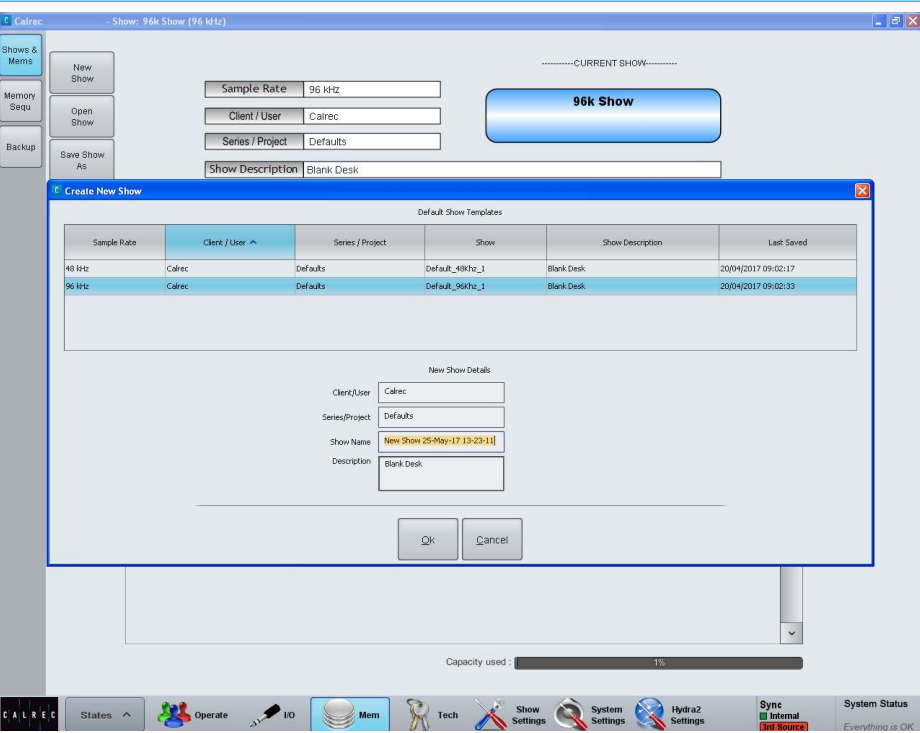 Calrec - Show: 96k Show (96 kHz)
Shows &
Mems
Memory
Sequ
Backup
New
Show
Open
Show
Save Show
As
-----------CURRENT SHOW-----------
96k Show
Sample Rate 96 kHz
Client / User Calrec
Series / Project Defaults
Show Description Blank Desk
Create New Show
Default Show Templates
Sample Rate Client / User Series / Project Show Show Description Last Saved
48 kHz Calrec Defaults Default_48Khz_1 Blank Desk 20/04/2017 09:02:17
96 kHz Calrec Defaults Default_96Khz_1 Blank Desk 20/04/2017 09:02:33
New Show Details
Client/User Calrec
Series/Project Defaults
Show Name New Show 25-May-17 13-23-11
Description Blank Desk
Ok Cancel
Capacity used : 1%
CALREC
States
Operate
I/O
Mem
Tech
Show
Settings
System
Settings
Hydra2
Settings
Sync
Internal
3rd Source
System Status
Everything is OK